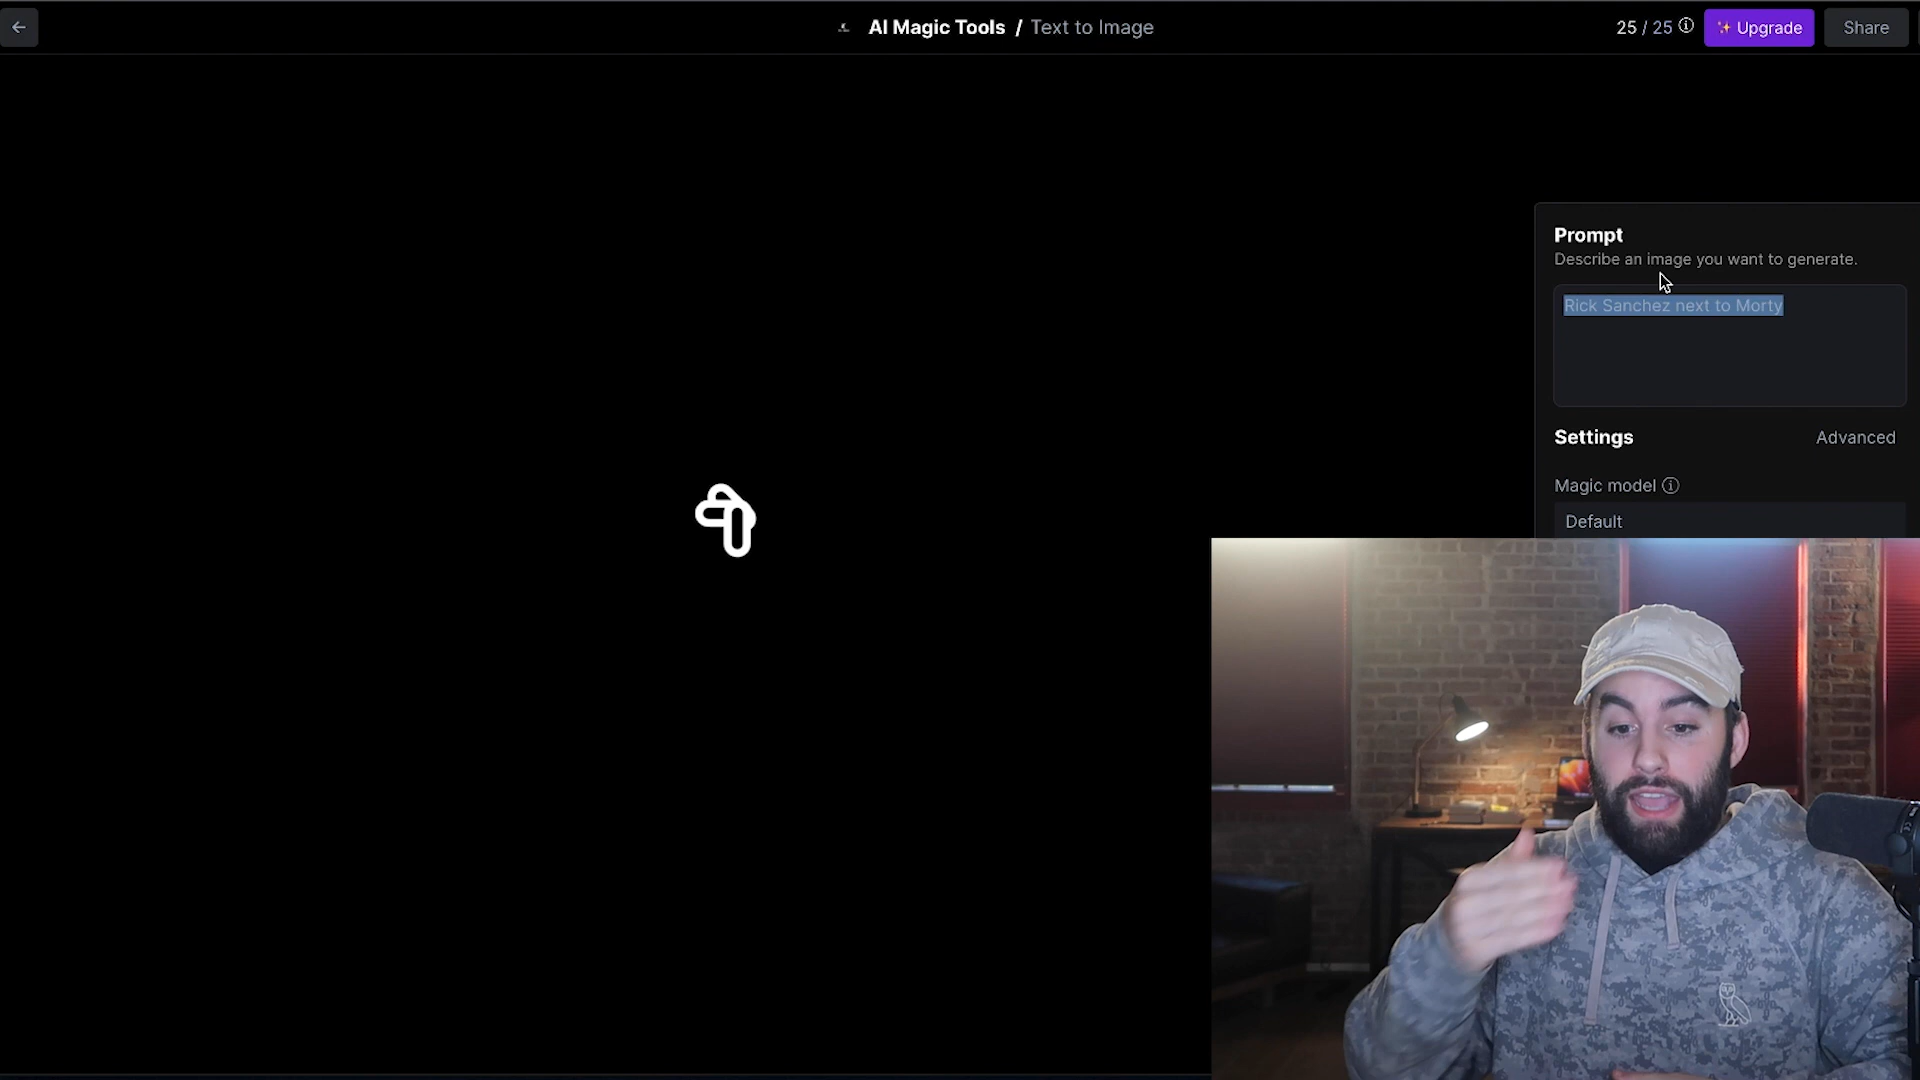 AI Magic Tools / Text to Image
25 / 25
Upgrade
Share
Prompt
Describe an image you want to generate.
Rick Sanchez next to Morty
Settings
Advanced
Magic model
Default